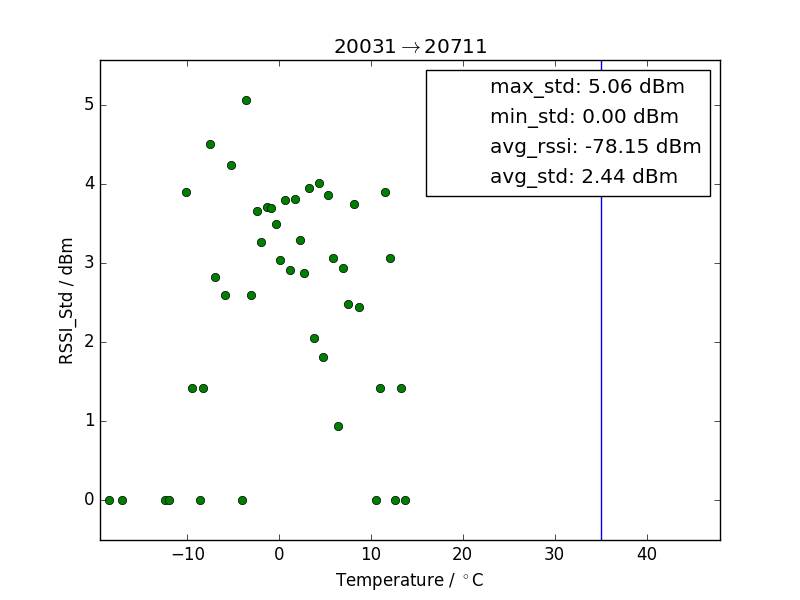 20031→20711
max_std: 5.06 dBm
min_std: 0.00 dBm
avg_rssi: -78.15 dBm
avg_std: 2.44 dBm
RSSI_Std / dBm
5
4
3
2
1
0
−10 0 10 20 30 40
Temperature / °C